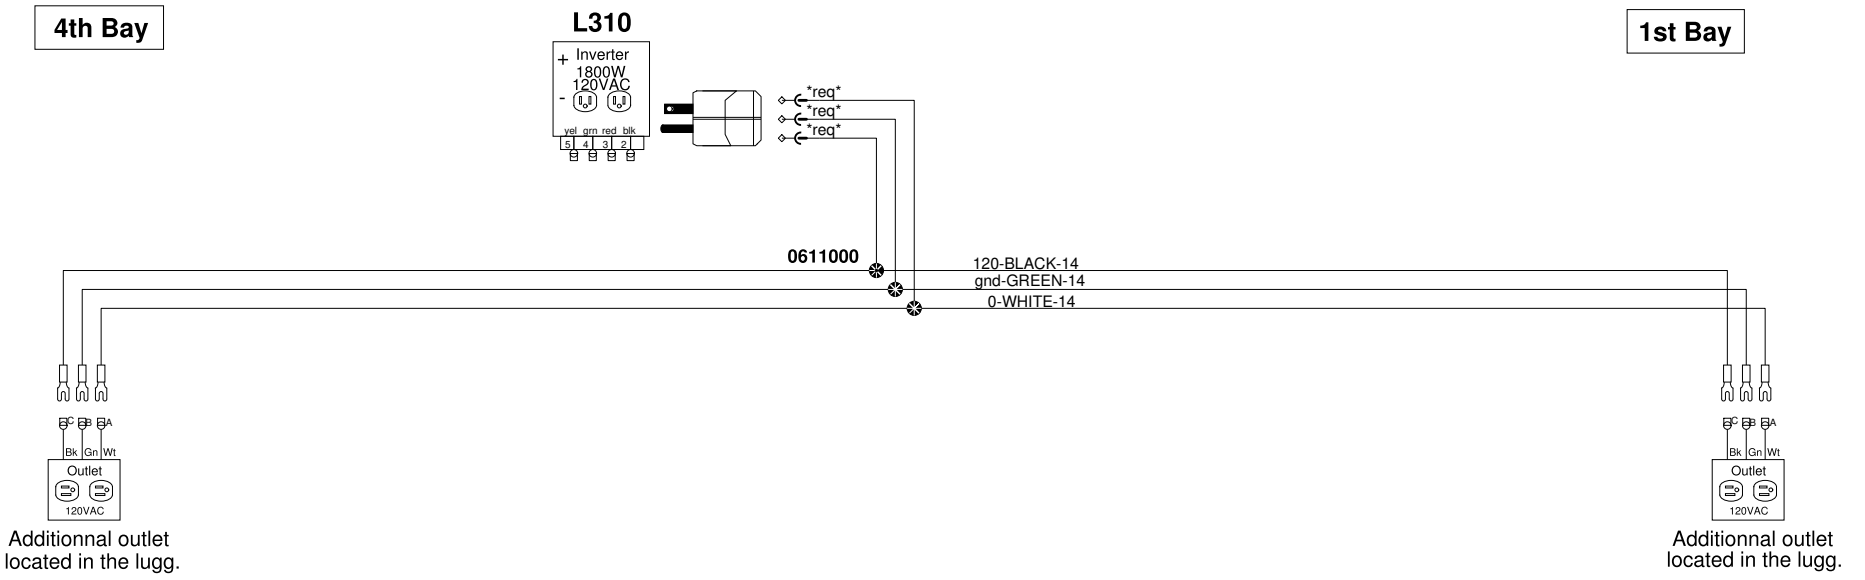 4th Bay
L310
1st Bay
+
Inverter
1800W
120VAC
-
yel grn red blk
5 4 3 2
*req*
*req*
*req*
0611000
120-BLACK-14
gnd-GREEN-14
0-WHITE-14
C B A
Bk Gn Wt
Outlet
120VAC
Additionnal outlet
located in the lugg.
C B A
Bk Gn Wt
Outlet
120VAC
Additionnal outlet
located in the lugg.